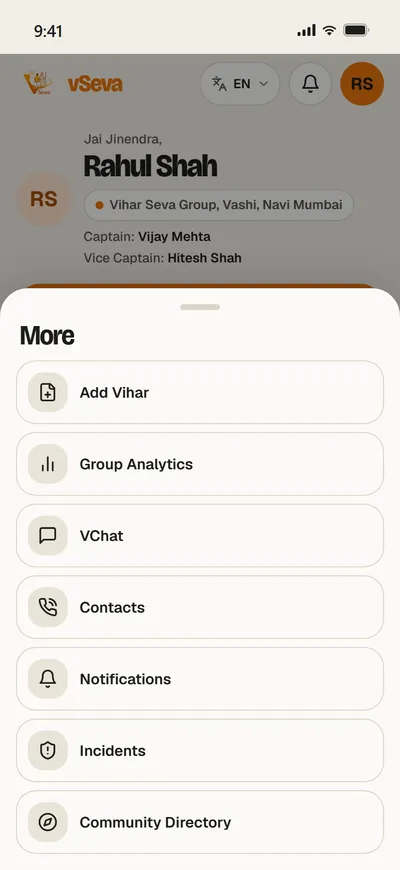 9:41
vSeva
EN
RS
Jai Jinendra,
Rahul Shah
RS
Vihar Seva Group, Vashi, Navi Mumbai
Captain: Vijay Mehta
Vice Captain: Hitesh Shah
More
Add Vihar
Group Analytics
VChat
Contacts
Notifications
Incidents
Community Directory